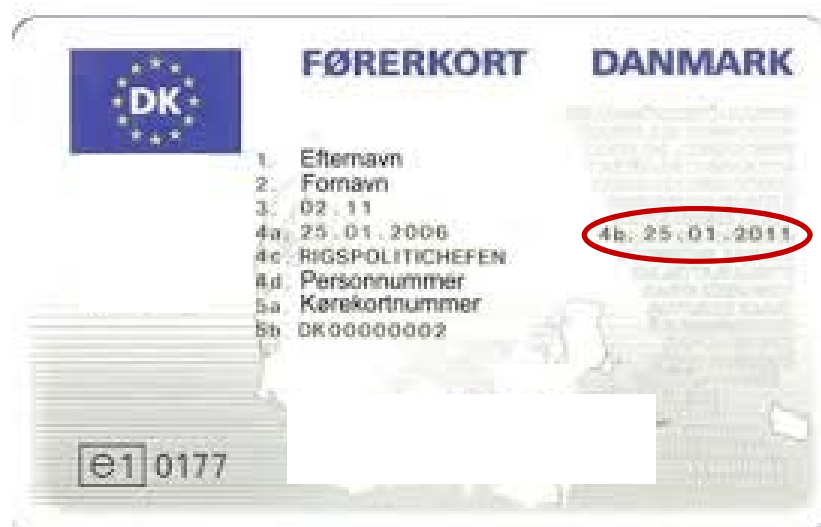 FØRERKORT DANMARK
DK
1. Efternavn
2. Fornavn
3. 02.11
4a. 25.01.2006 4b. 25.01.2011
4c. RIGSPOLITICHEFEN
4d. Personnummer
5a. Kørekortnummer
5b. DK00000002
e1 0177